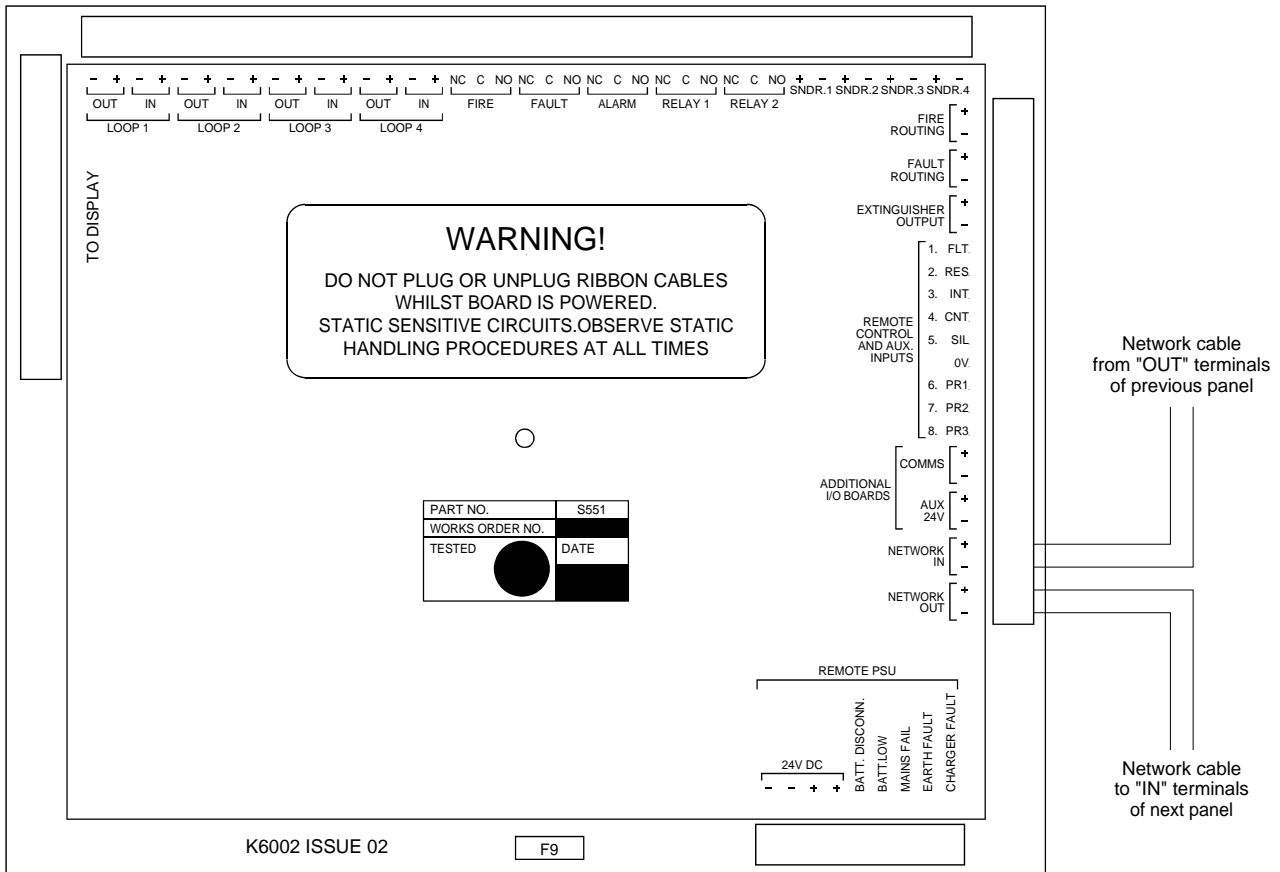 - + - + - + - + - + - + - + - + NC C NO NC C NO NC C NO NC C NO NC C NO + - + - + - + -
OUT IN OUT IN OUT IN OUT IN FIRE FAULT ALARM RELAY 1 RELAY 2 SNDR.1 SNDR.2 SNDR.3 SNDR.4
LOOP 1 LOOP 2 LOOP 3 LOOP 4
TO DISPLAY
WARNING!
DO NOT PLUG OR UNPLUG RIBBON CABLES
WHILST BOARD IS POWERED.
STATIC SENSITIVE CIRCUITS.OBSERVE STATIC
HANDLING PROCEDURES AT ALL TIMES
PART NO. S551
WORKS ORDER NO.
TESTED DATE
FIRE +
ROUTING -
FAULT +
ROUTING -
EXTINGUISHER +
OUTPUT -
REMOTE
CONTROL
AND AUX.
INPUTS
1. FLT.
2. RES.
3. INT.
4. CNT.
5. SIL.
0V.
6. PR1.
7. PR2.
8. PR3.
ADDITIONAL
I/O BOARDS
COMMS +
-
AUX +
24V -
NETWORK +
IN -
NETWORK +
OUT -
REMOTE PSU
24V DC
- - + +
BATT. DISCONN.
BATT.LOW
MAINS FAIL
EARTH FAULT
CHARGER FAULT
K6002 ISSUE 02
F9
Network cable
from "OUT" terminals
of previous panel
Network cable
to "IN" terminals
of next panel